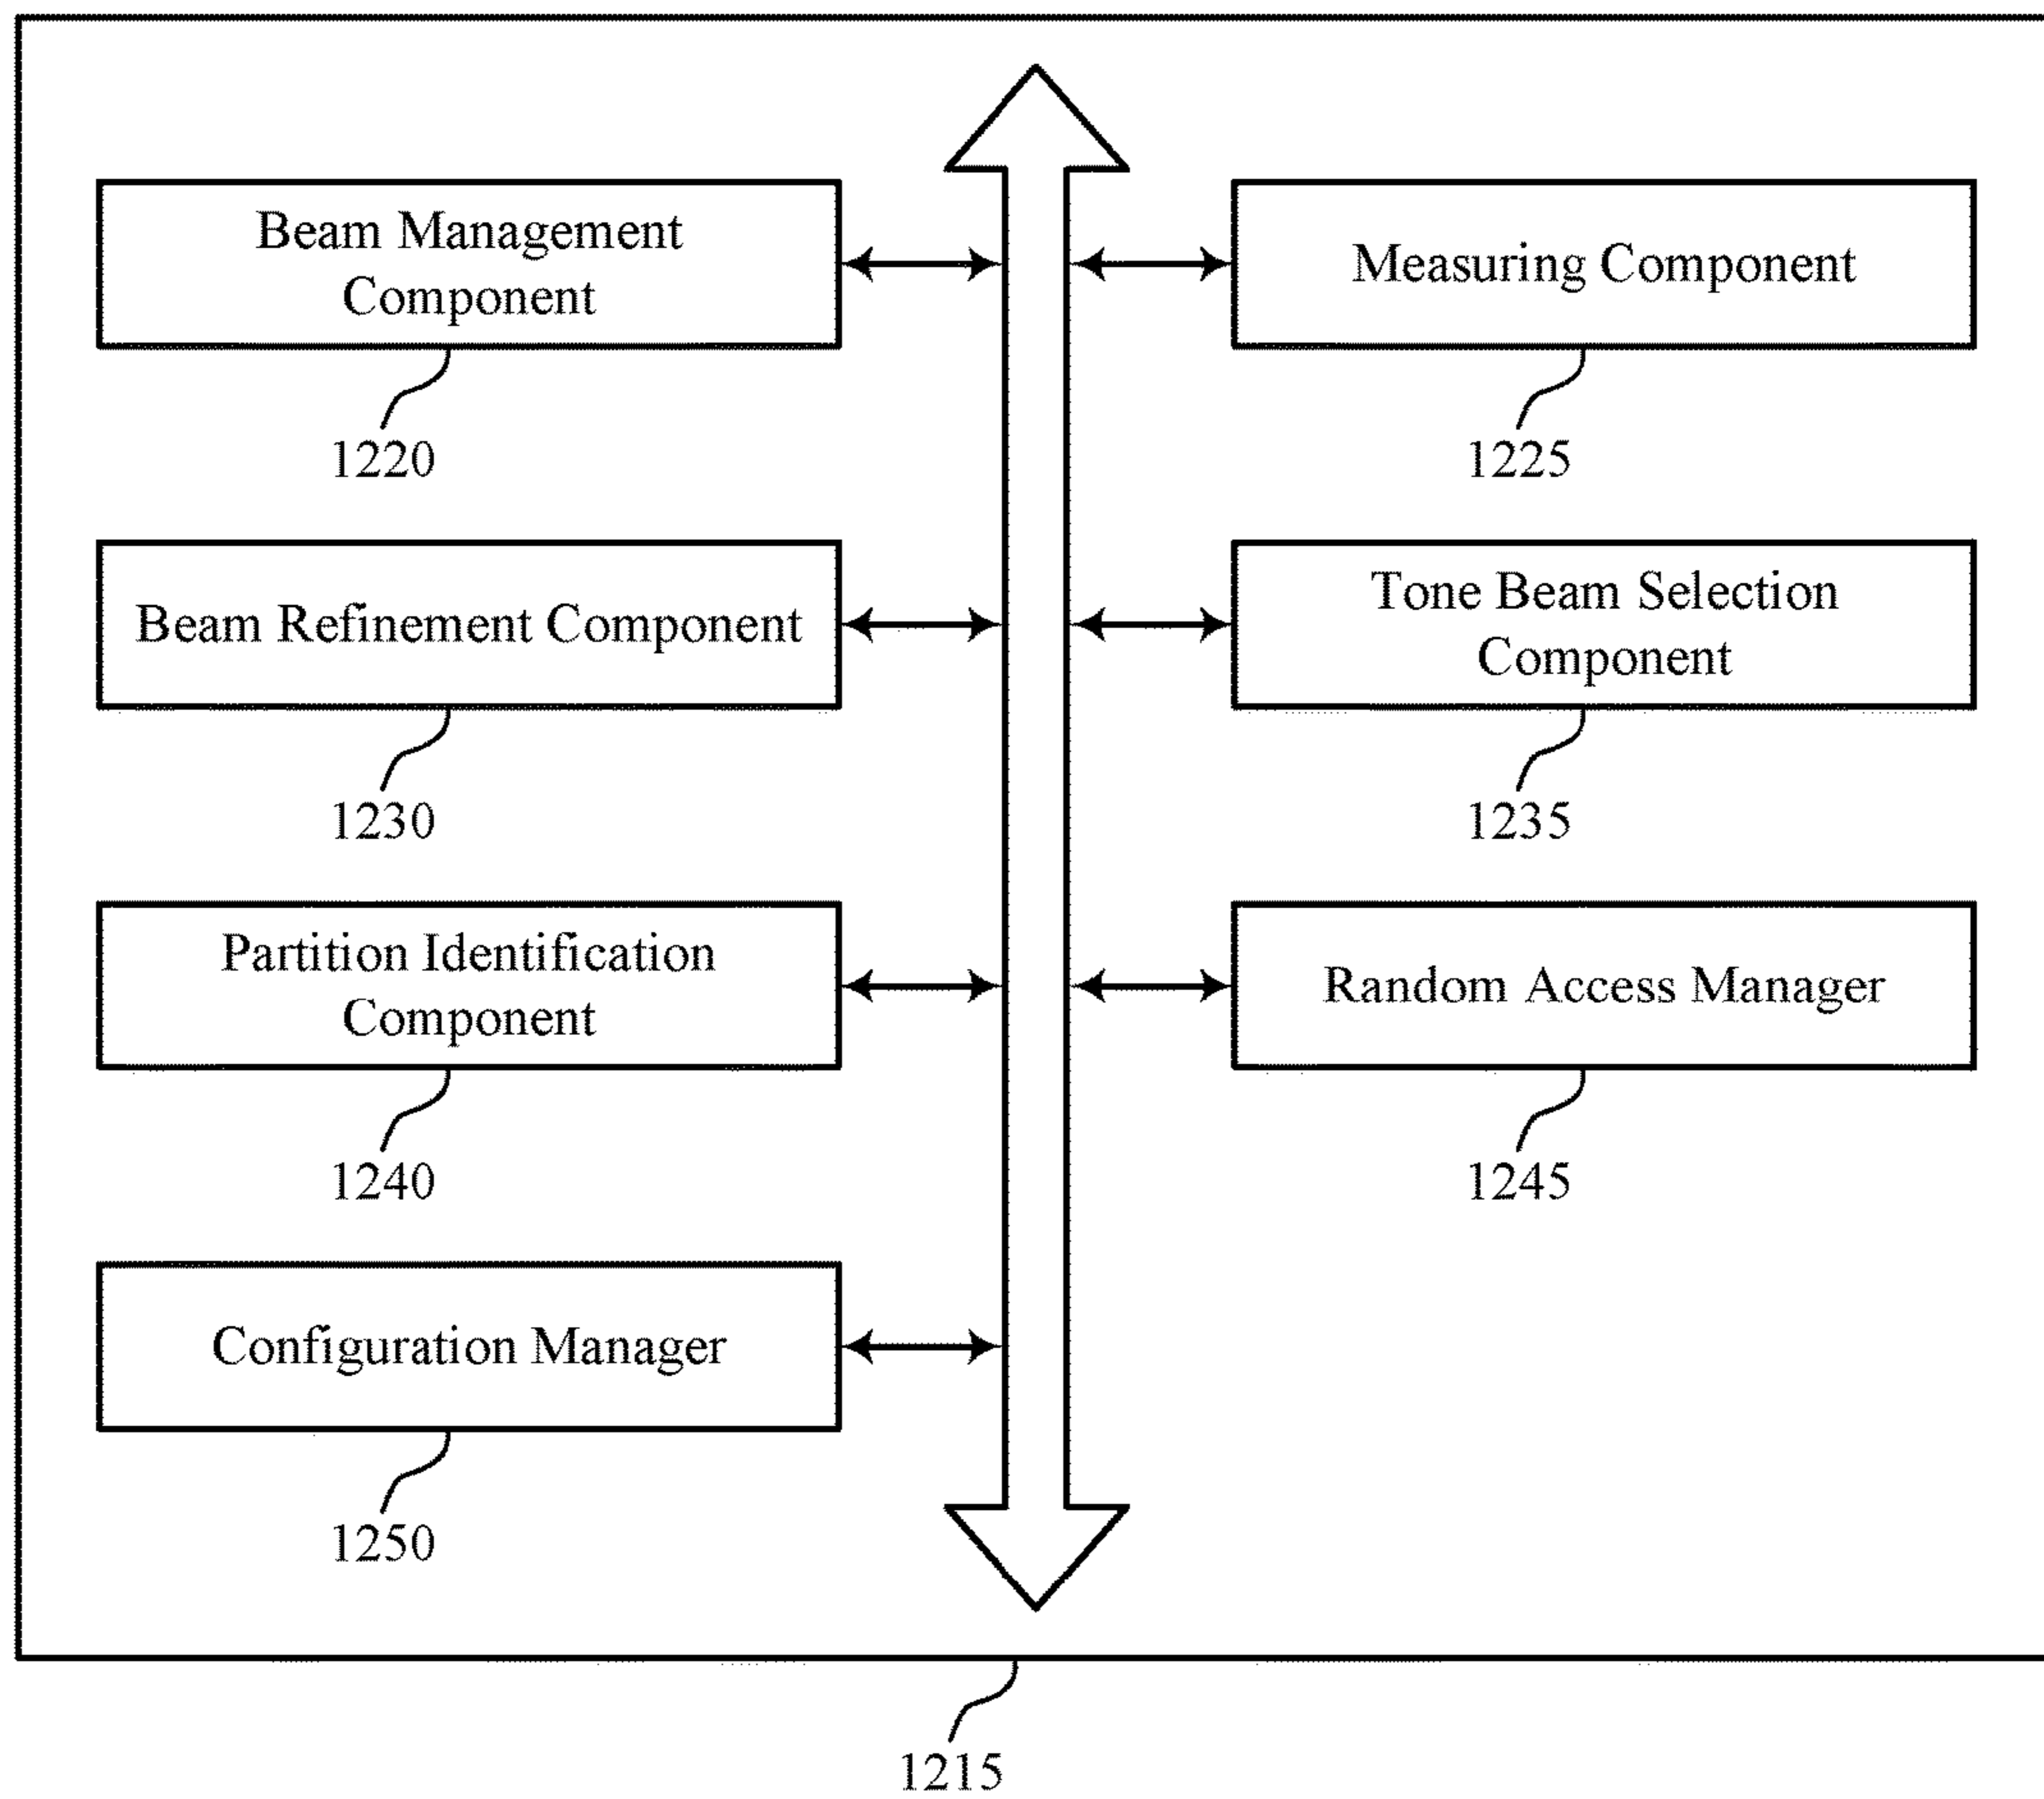 Beam Management
Component
1220
Measuring Component
1225
Beam Refinement Component
1230
Tone Beam Selection
Component
1235
Partition Identification
Component
1240
Random Access Manager
1245
Configuration Manager
1250
1215